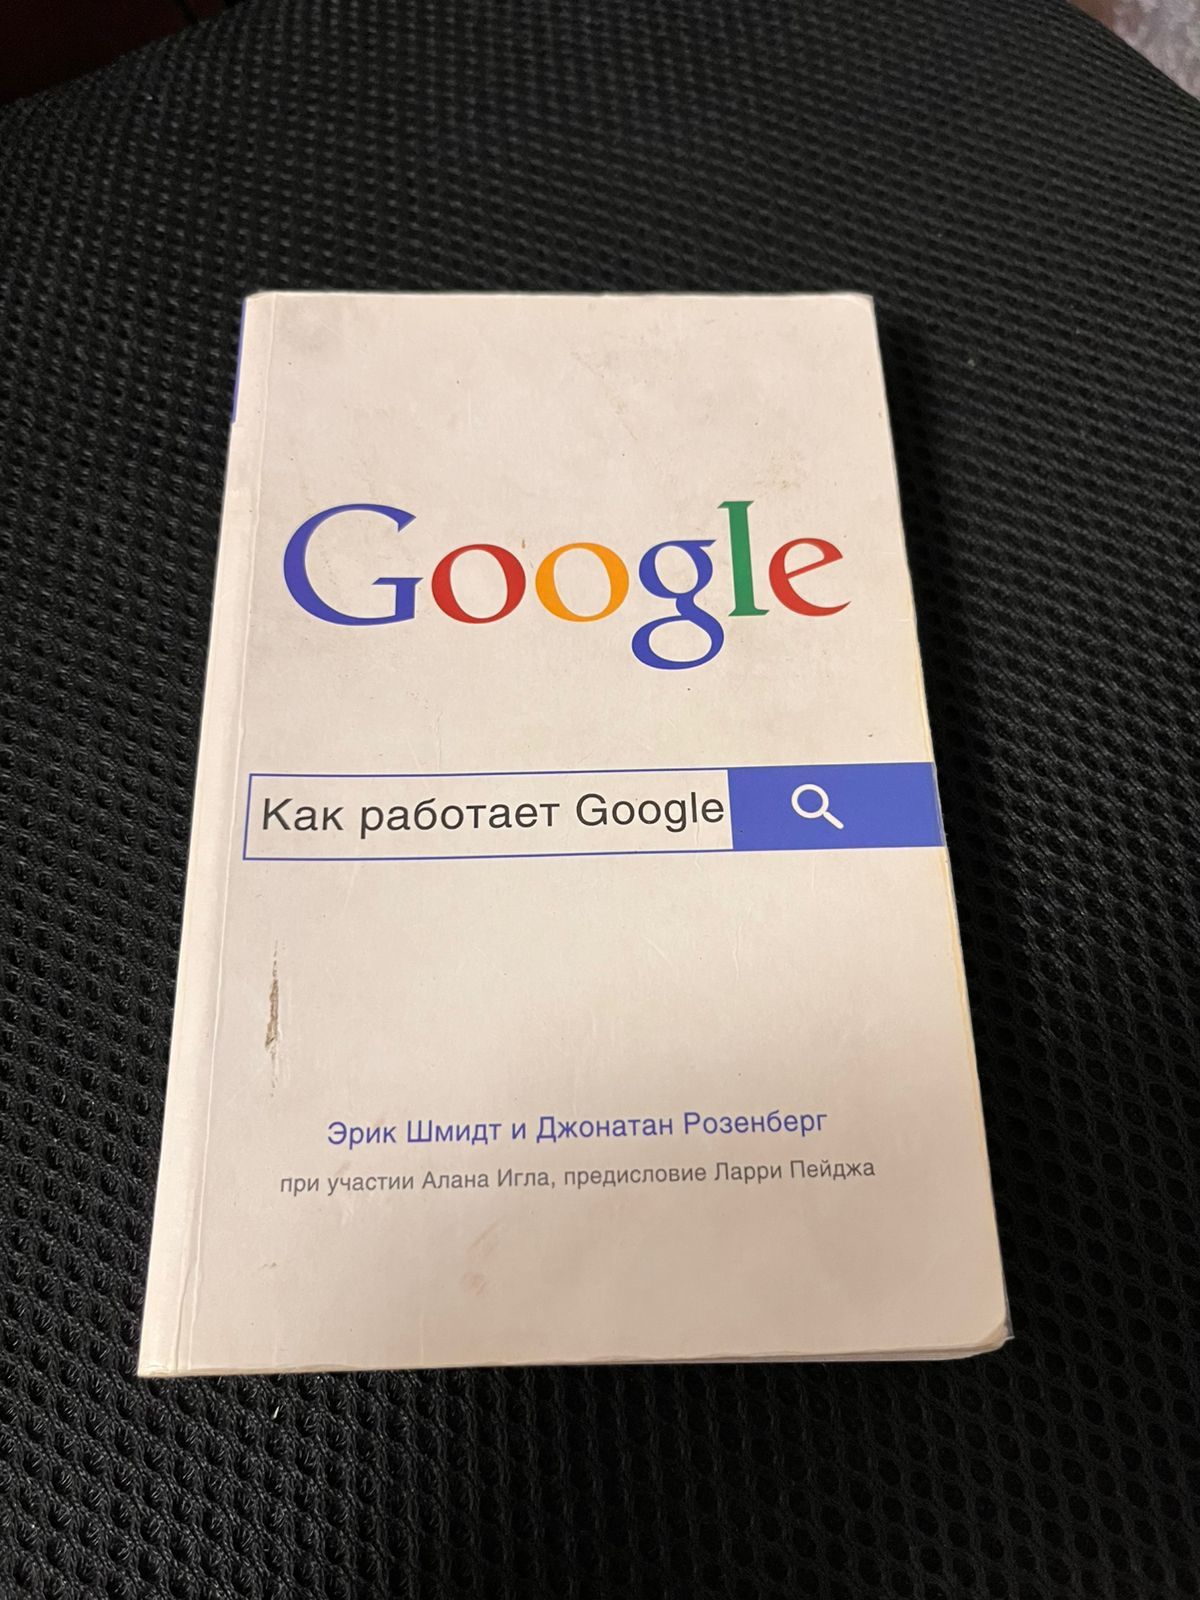 Google
Как работает Google
Эрик Шмидт и Джонатан Розенберг
при участии Алана Игла, предисловие Ларри Пейджа